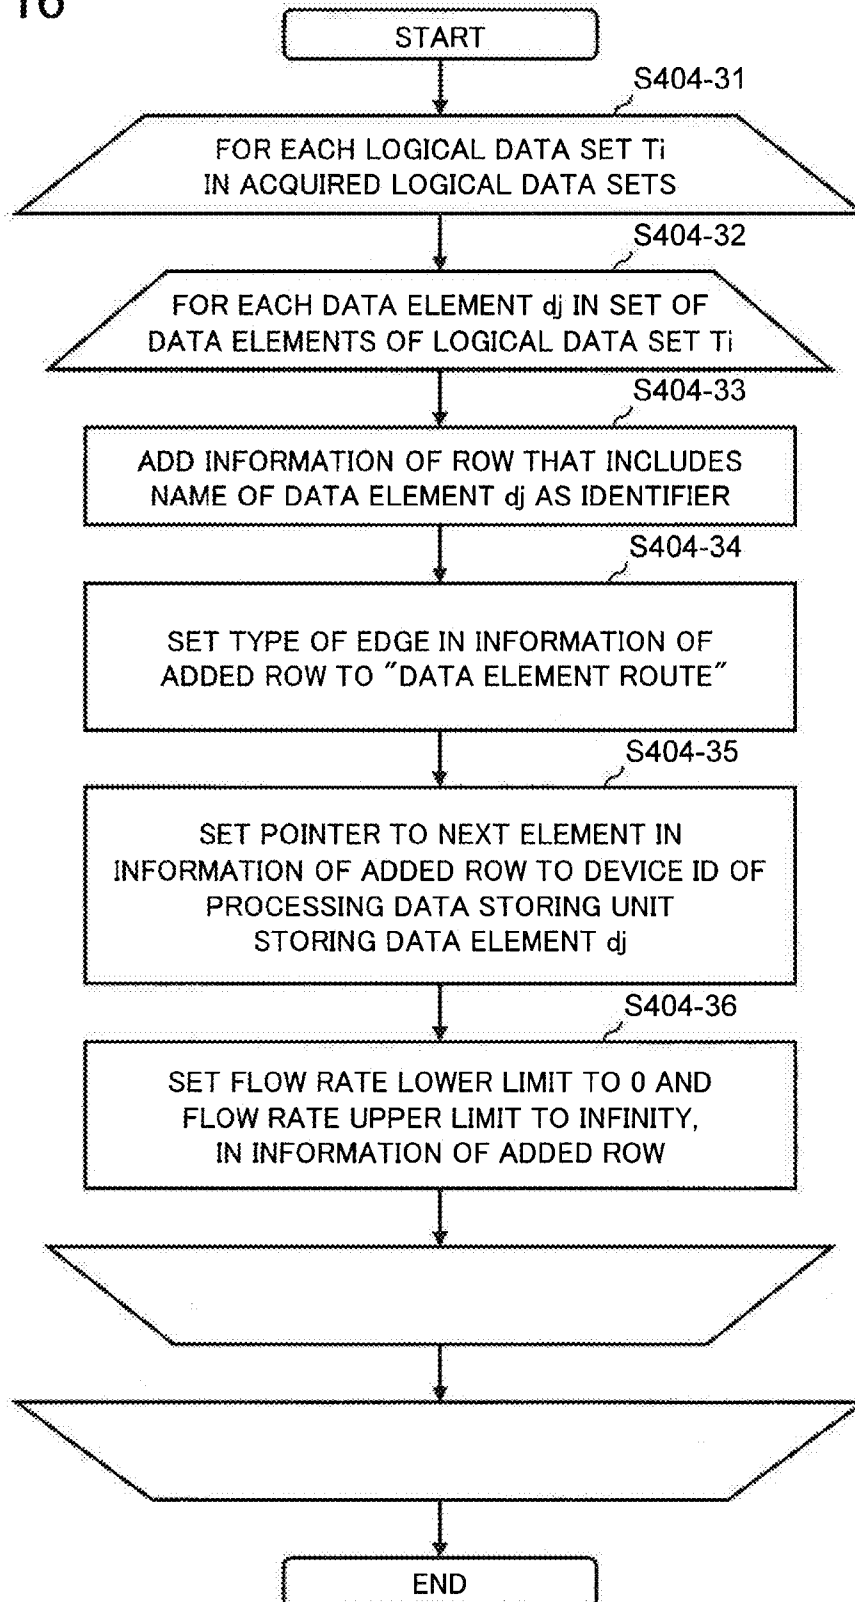 16
START
S404-31
FOR EACH LOGICAL DATA SET Ti
IN ACQUIRED LOGICAL DATA SETS
S404-32
FOR EACH DATA ELEMENT dj IN SET OF
DATA ELEMENTS OF LOGICAL DATA SET Ti
S404-33
ADD INFORMATION OF ROW THAT INCLUDES
NAME OF DATA ELEMENT dj AS IDENTIFIER
S404-34
SET TYPE OF EDGE IN INFORMATION OF
ADDED ROW TO "DATA ELEMENT ROUTE"
S404-35
SET POINTER TO NEXT ELEMENT IN
INFORMATION OF ADDED ROW TO DEVICE ID OF
PROCESSING DATA STORING UNIT
STORING DATA ELEMENT dj
S404-36
SET FLOW RATE LOWER LIMIT TO 0 AND
FLOW RATE UPPER LIMIT TO INFINITY,
IN INFORMATION OF ADDED ROW
END